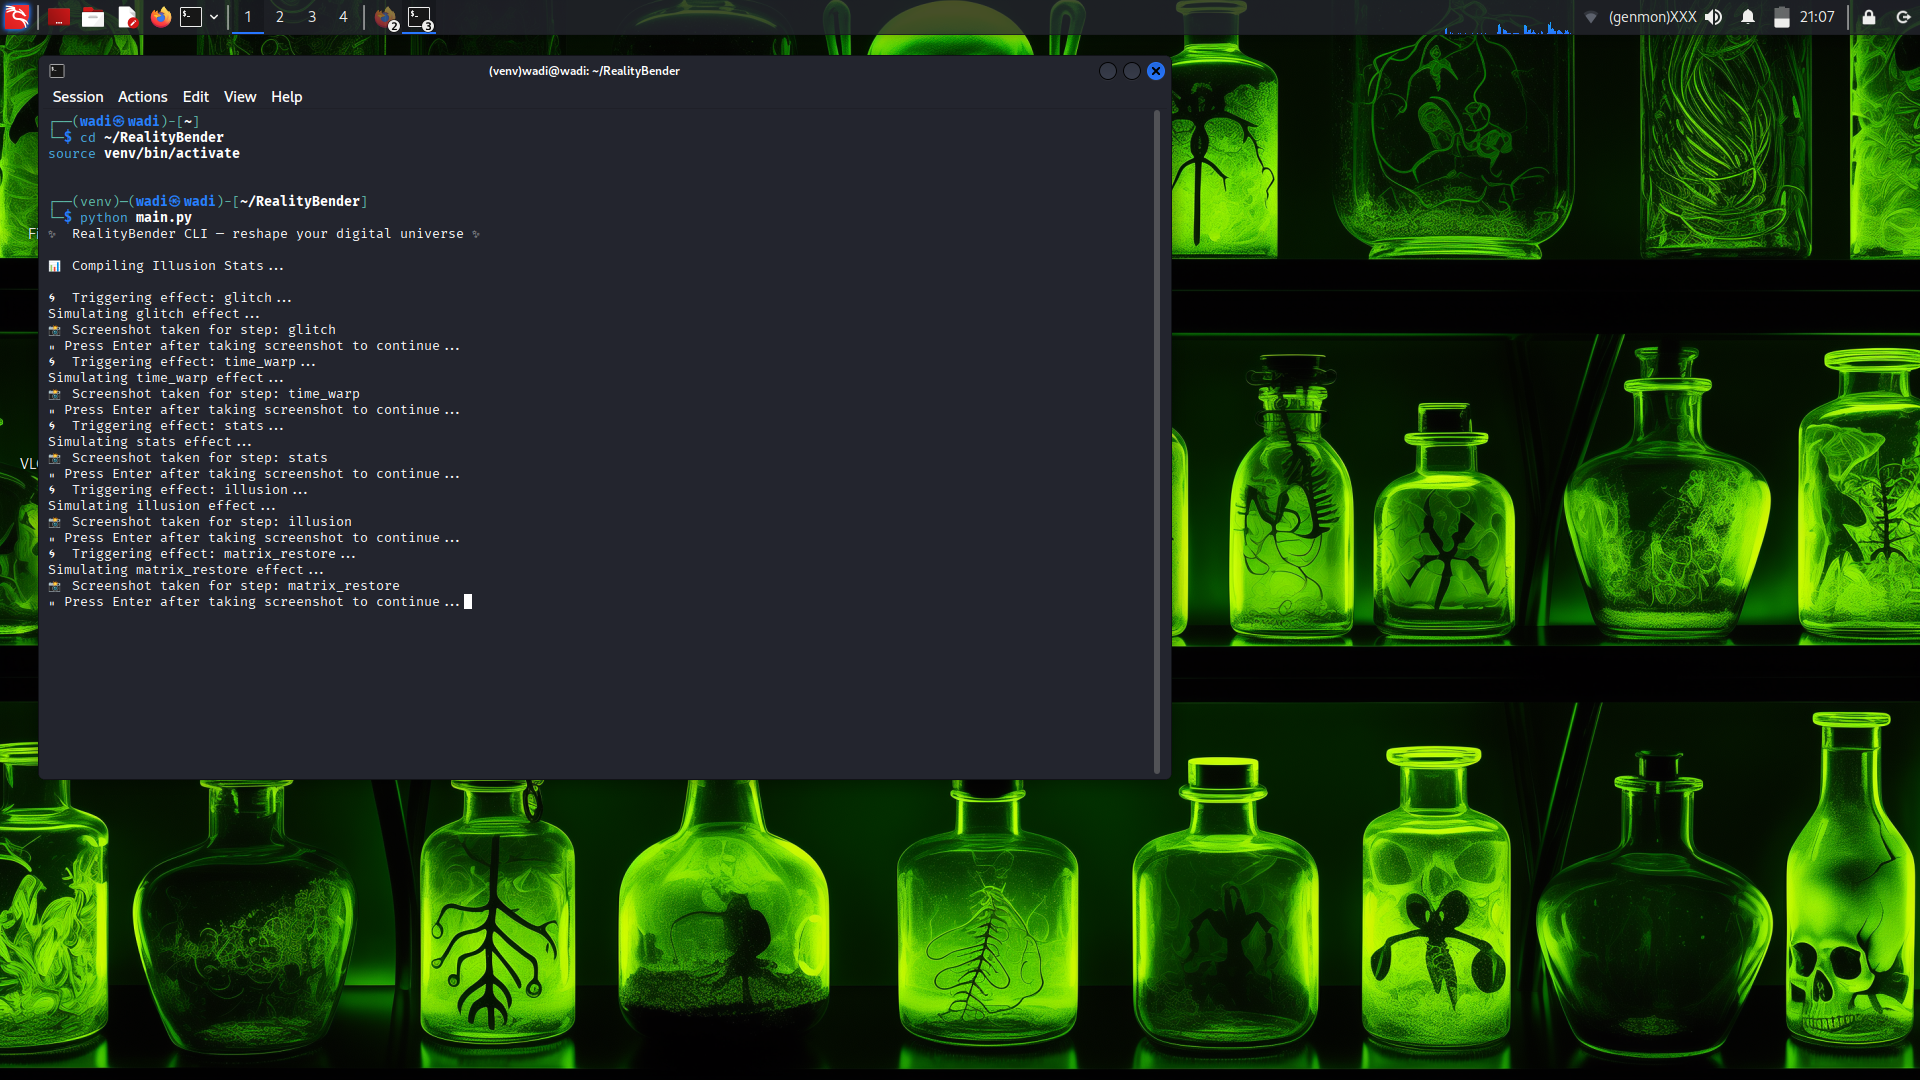 1 2 3 4 2 3 (genmon)XXX 21:07
(venv)wadi@wadi: ~/RealityBender
Session Actions Edit View Help
┌──(wadi㉿wadi)-[~]
└─$ cd ~/RealityBender
source venv/bin/activate
┌──(venv)─(wadi㉿wadi)-[~/RealityBender]
└─$ python main.py
✨ RealityBender CLI — reshape your digital universe ✨
📊 Compiling Illusion Stats...
🌀 Triggering effect: glitch...
Simulating glitch effect...
📸 Screenshot taken for step: glitch
⏸ Press Enter after taking screenshot to continue...
🌀 Triggering effect: time_warp...
Simulating time_warp effect...
📸 Screenshot taken for step: time_warp
⏸ Press Enter after taking screenshot to continue...
🌀 Triggering effect: stats...
Simulating stats effect...
📸 Screenshot taken for step: stats
⏸ Press Enter after taking screenshot to continue...
🌀 Triggering effect: illusion...
Simulating illusion effect...
📸 Screenshot taken for step: illusion
⏸ Press Enter after taking screenshot to continue...
🌀 Triggering effect: matrix_restore...
Simulating matrix_restore effect...
📸 Screenshot taken for step: matrix_restore
⏸ Press Enter after taking screenshot to continue...